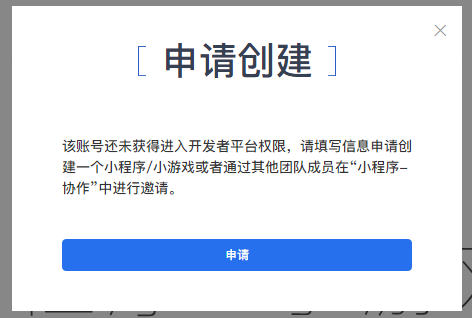 申请创建
该账号还未获得进入开发者平台权限，请填写信息申请创
建一个小程序/小游戏或者通过其他团队成员在“小程序-
协作”中进行邀请。
申请